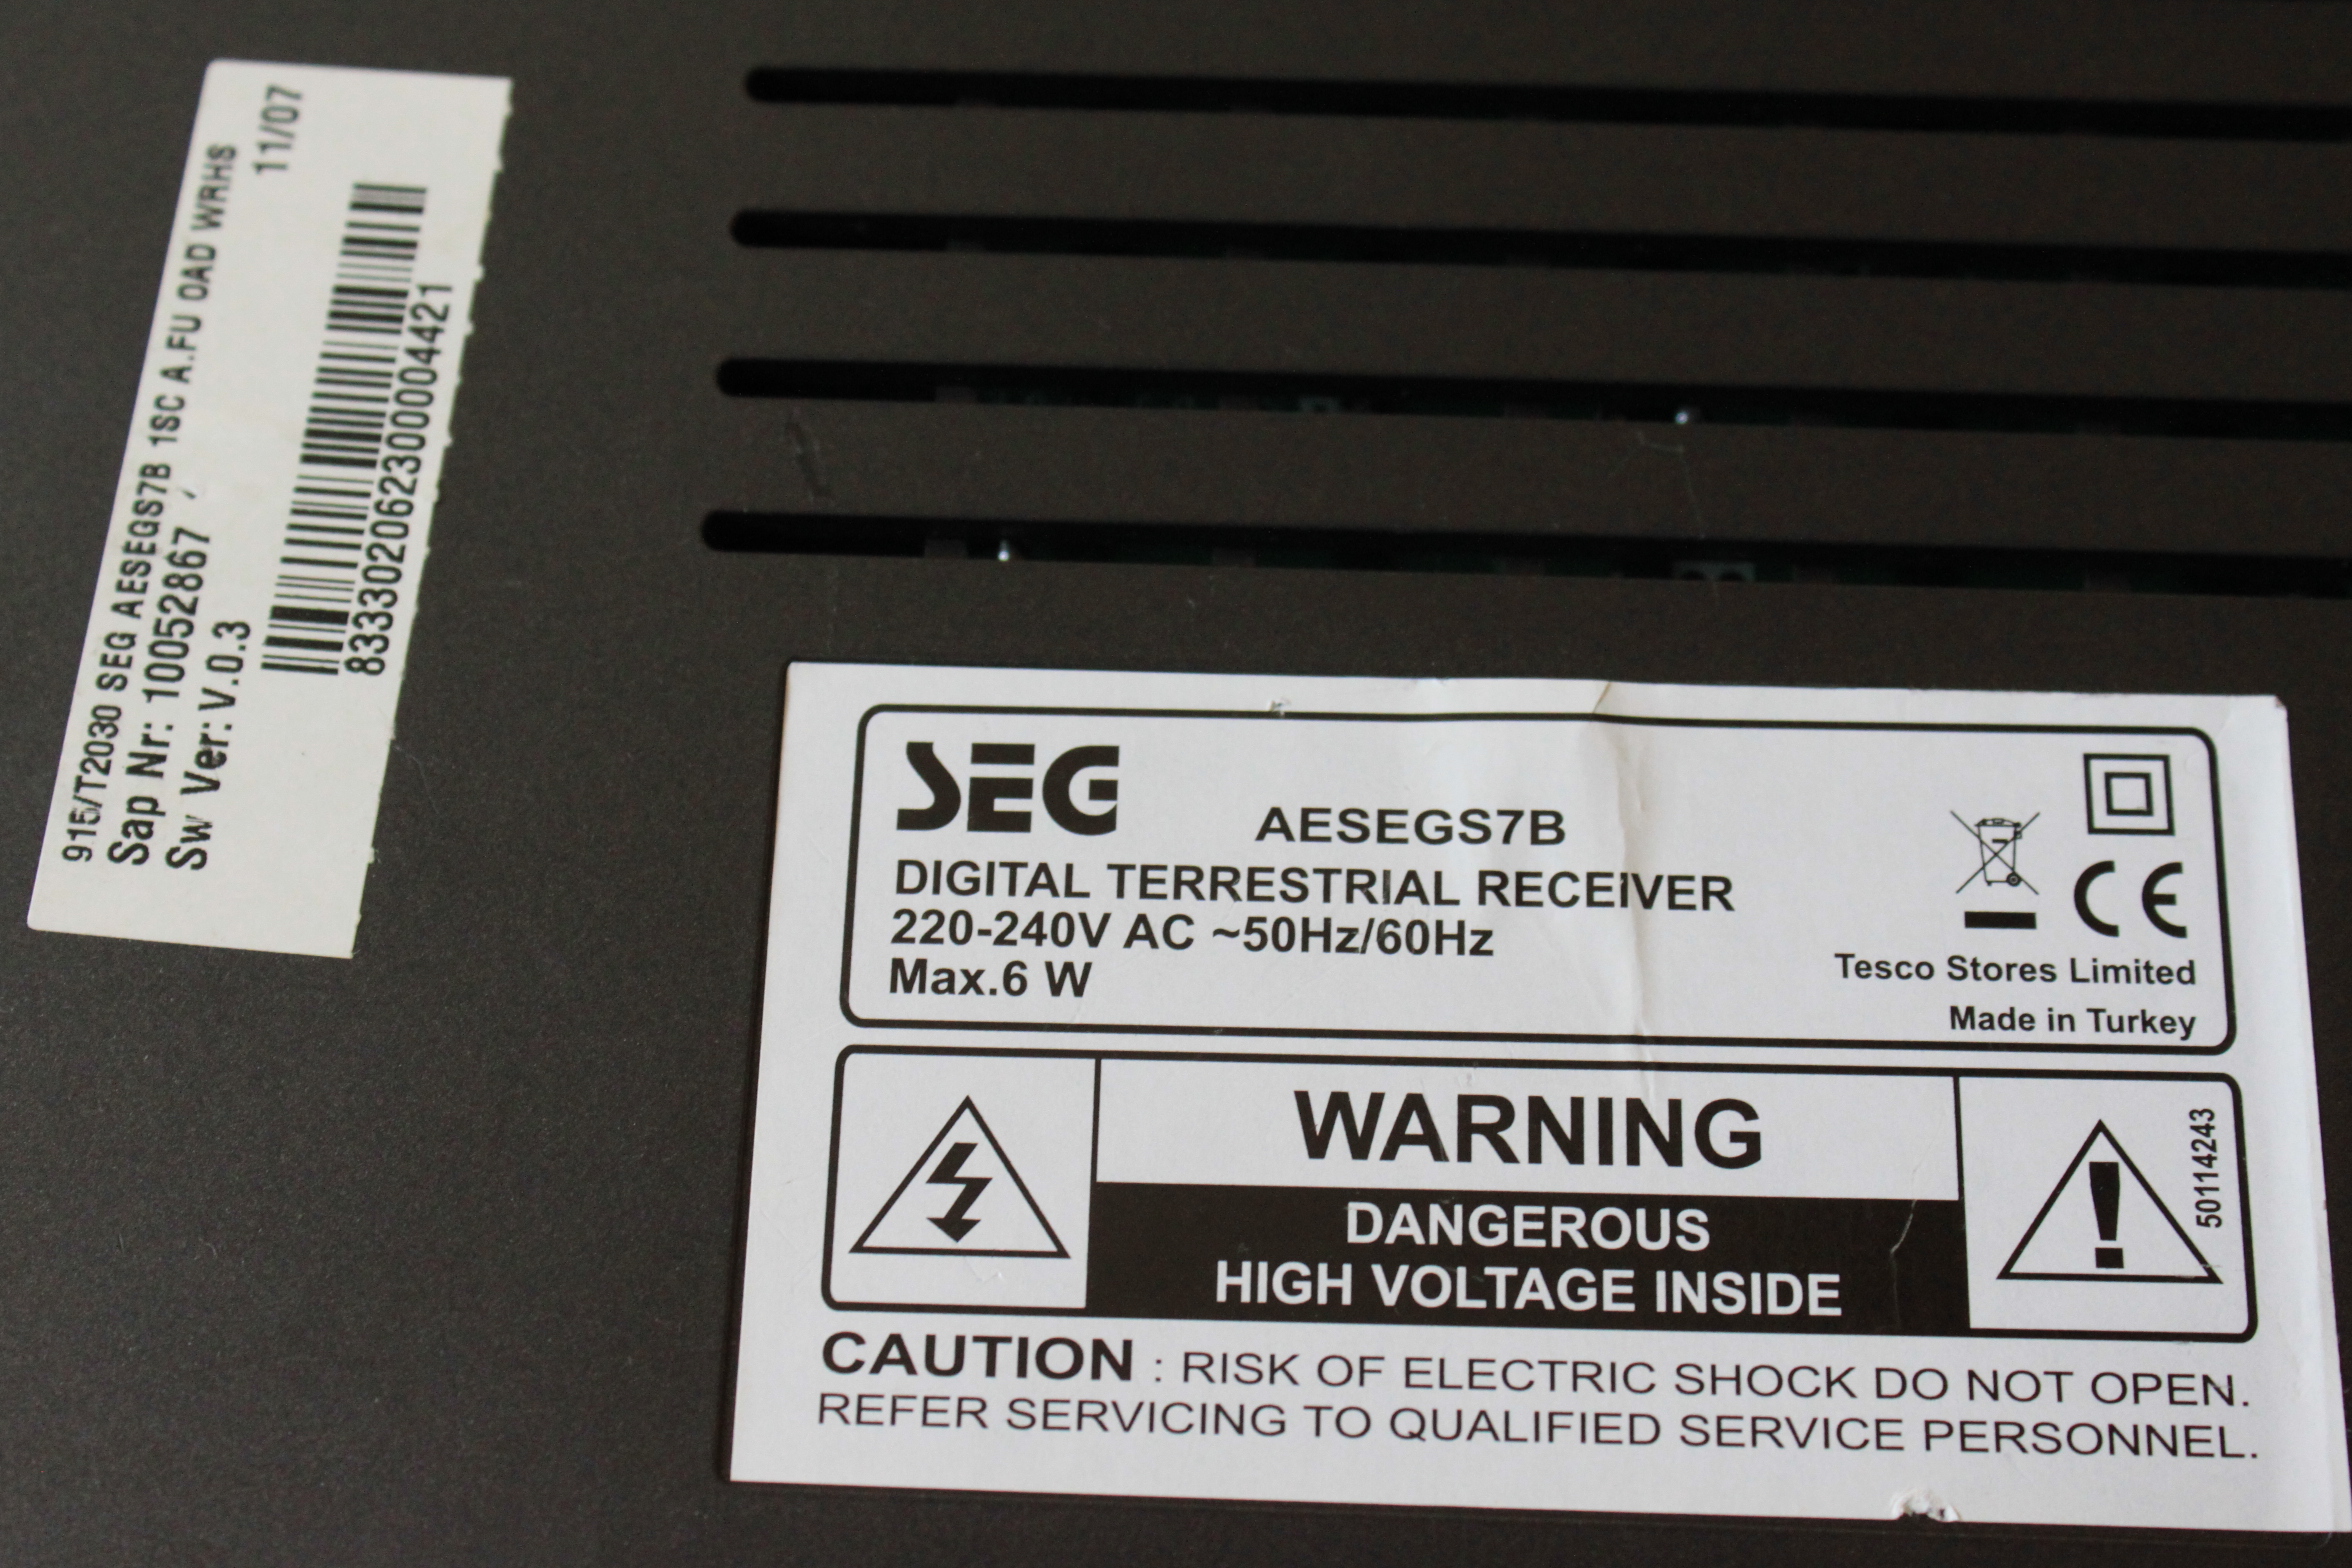 915/T2030 SEG AESEGS7B 1SC A.FU OAD WRHS
Sap Nr: 10052867
11/07
Sw Ver: V.0.3
83330206230004421
SEG
AESEGS7B
DIGITAL TERRESTRIAL RECEIVER
220-240V AC ~50Hz/60Hz
Max.6 W
CE
Tesco Stores Limited
Made in Turkey
WARNING
DANGEROUS
HIGH VOLTAGE INSIDE
50114243
CAUTION : RISK OF ELECTRIC SHOCK DO NOT OPEN.
REFER SERVICING TO QUALIFIED SERVICE PERSONNEL.